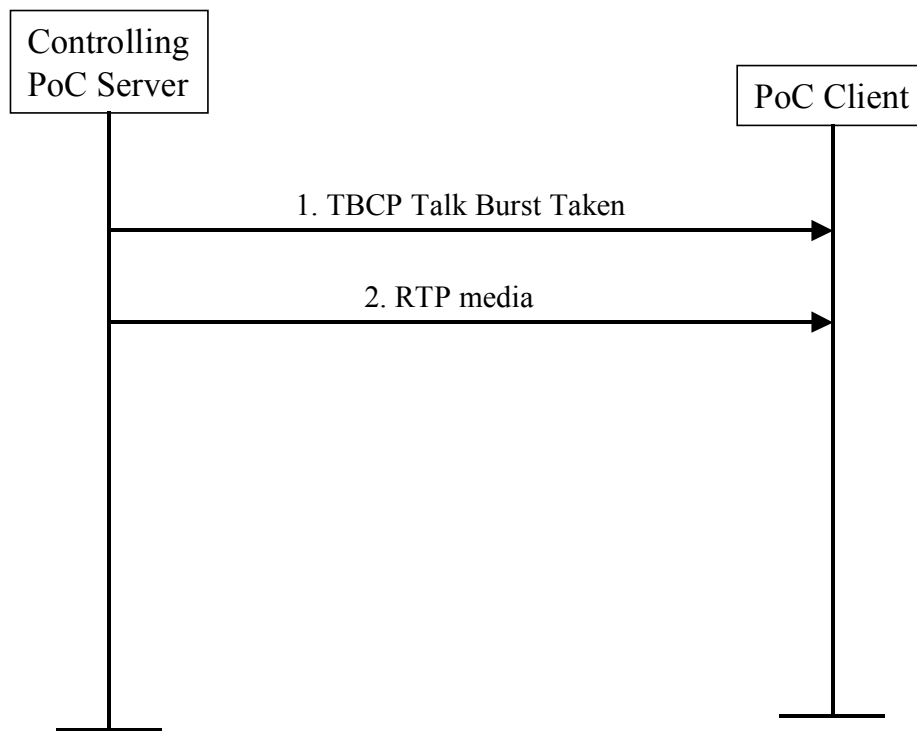 Controlling
PoC Server
PoC Client
1. TBCP Talk Burst Taken
2. RTP media